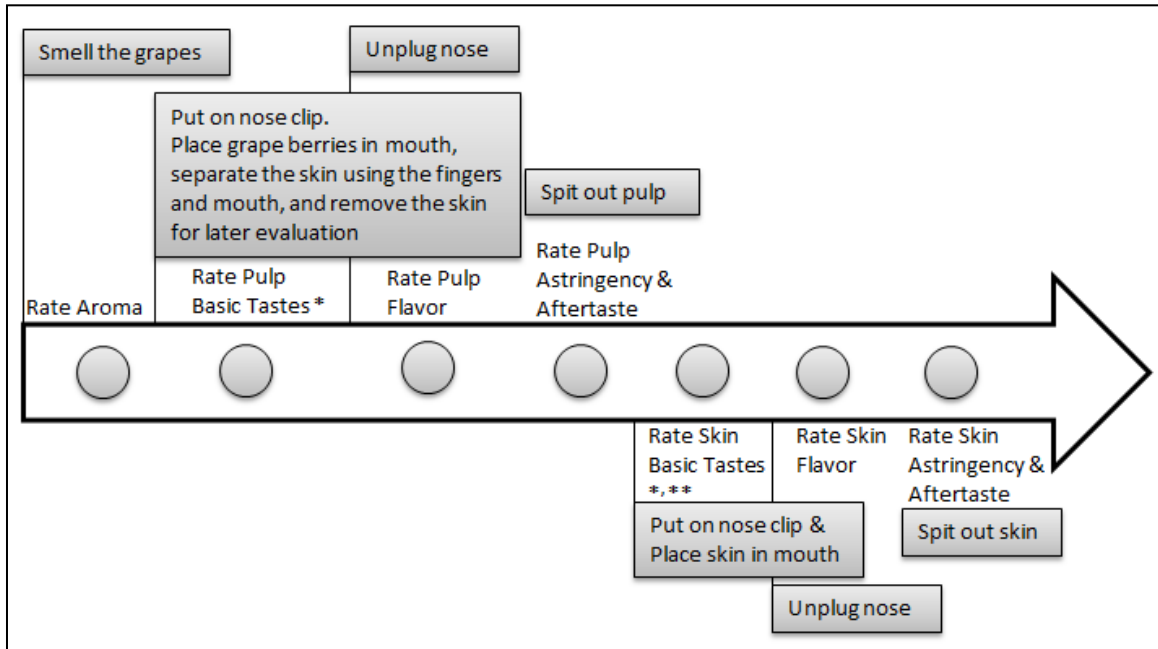 Smell the grapes
Unplug nose
Put on nose clip.
Place grape berries in mouth,
separate the skin using the fingers
and mouth, and remove the skin
for later evaluation
Spit out pulp
Rate Aroma
Rate Pulp
Basic Tastes *
Rate Pulp
Flavor
Rate Pulp
Astringency &
Aftertaste
Rate Skin
Basic Tastes
*,**
Rate Skin
Flavor
Rate Skin
Astringency &
Aftertaste
Put on nose clip &
Place skin in mouth
Spit out skin
Unplug nose